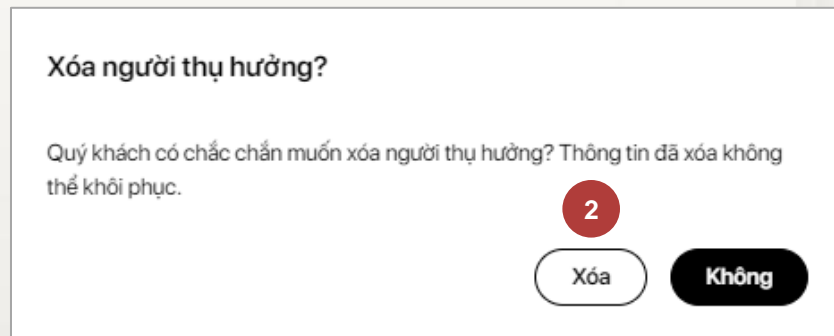 Xóa người thụ hưởng?
Quý khách có chắc chắn muốn xóa người thụ hưởng? Thông tin đã xóa không
thể khôi phục.
2
Xóa Không